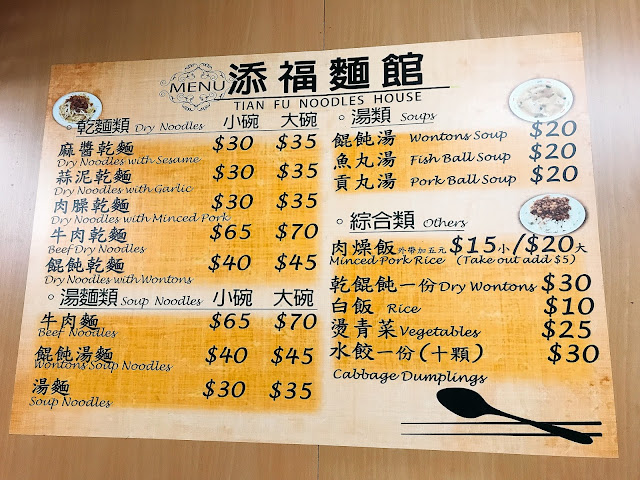 MENU 添福麵館
TIAN FU NOODLES HOUSE
◦乾麵類 Dry Noodles 小碗 大碗
麻醬乾麵 $30 $35
Dry Noodles with Sesame
蒜泥乾麵 $30 $35
Dry Noodles with Garlic
肉臊乾麵 $30 $35
Dry Noodles with Minced Pork
牛肉乾麵 $65 $70
Beef Dry Noodles
餛飩乾麵 $40 $45
Dry Noodles with Wontons
◦湯麵類 Soup Noodles 小碗 大碗
牛肉麵 $65 $70
Beef Noodles
餛飩湯麵 $40 $45
Wontons Soup Noodles
湯麵 $30 $35
Soup Noodles
◦湯類 Soups
餛飩湯 Wontons Soup $20
魚丸湯 Fish Ball Soup $20
貢丸湯 Pork Ball Soup $20
◦綜合類 Others
肉燥飯 外帶加五元 $15小/$20大
Minced Pork Rice (Take out add $5)
乾餛飩一份 Dry Wontons $30
白飯 Rice $10
燙青菜 Vegetables $25
水餃一份(十顆) $30
Cabbage Dumplings